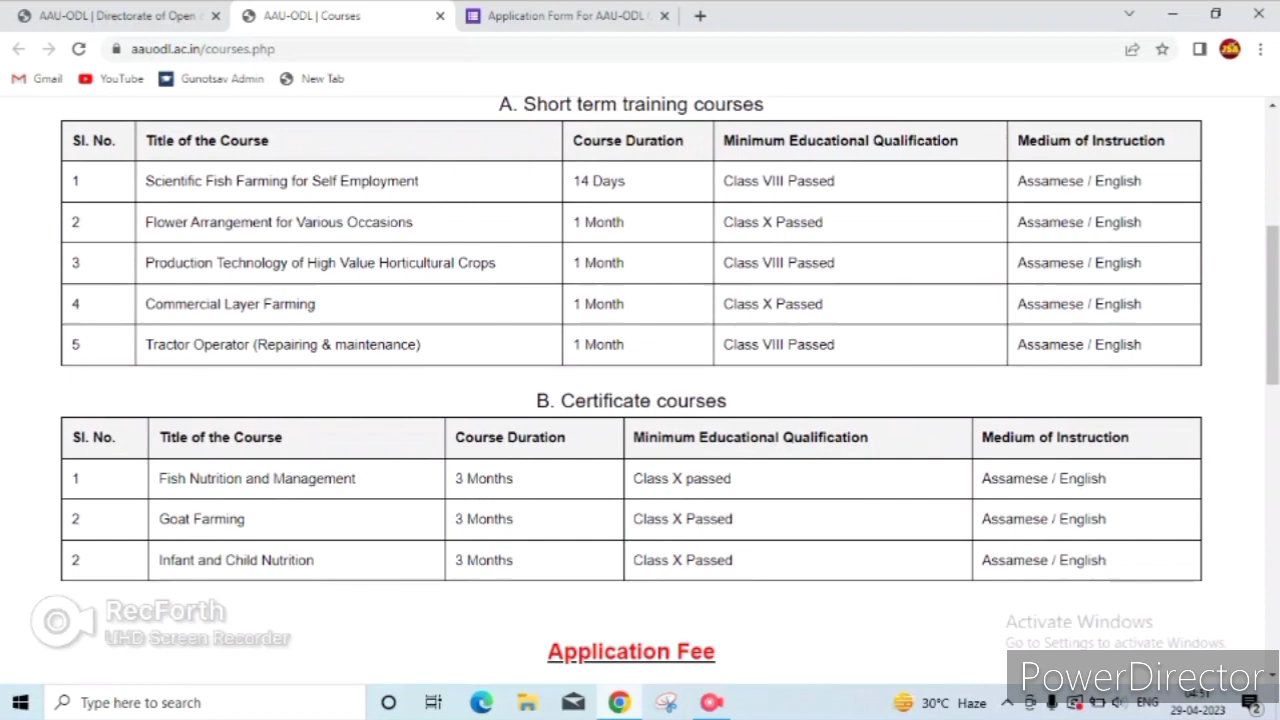 AAU-ODL | Directorate of Open
AAU-ODL | Courses
Application Form For AAU-ODL
aauodl.ac.in/courses.php
Gmail YouTube Gunotsav Admin New Tab
A. Short term training courses
Sl. No. Title of the Course Course Duration Minimum Educational Qualification Medium of Instruction
1 Scientific Fish Farming for Self Employment 14 Days Class VIII Passed Assamese / English
2 Flower Arrangement for Various Occasions 1 Month Class X Passed Assamese / English
3 Production Technology of High Value Horticultural Crops 1 Month Class VIII Passed Assamese / English
4 Commercial Layer Farming 1 Month Class X Passed Assamese / English
5 Tractor Operator (Repairing & maintenance) 1 Month Class VIII Passed Assamese / English
B. Certificate courses
Sl. No. Title of the Course Course Duration Minimum Educational Qualification Medium of Instruction
1 Fish Nutrition and Management 3 Months Class X passed Assamese / English
2 Goat Farming 3 Months Class X Passed Assamese / English
2 Infant and Child Nutrition 3 Months Class X Passed Assamese / English
RecForth
UHD Screen Recorder
Application Fee
Activate Windows
Go to Settings to activate Windows.
PowerDirector
Type here to search
30°C Haze
ENG
29-04-2023
2